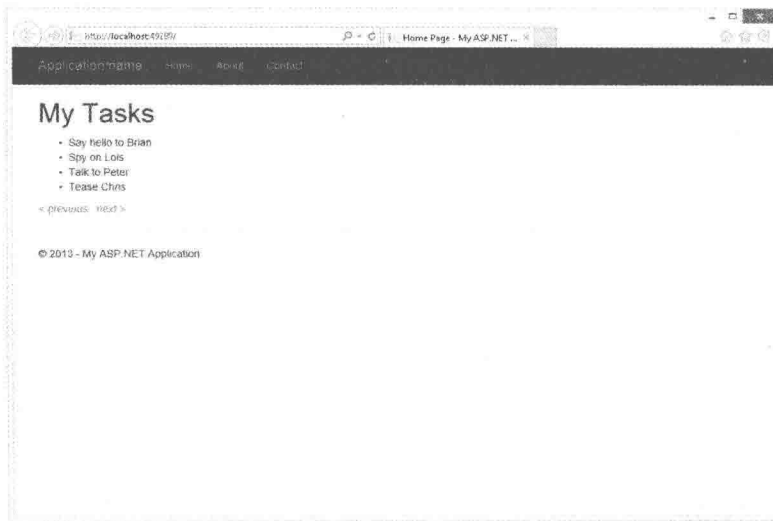 http://localhost:49289/
Home Page - My ASP.NET ... ×
Application name Home About Contact
My Tasks
• Say hello to Brian
• Spy on Lois
• Talk to Peter
• Tease Chris
< previous next >
© 2013 - My ASP.NET Application